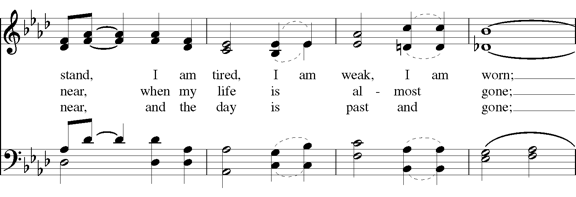 stand, I am tired, I am weak, I am worn;
near, when my life is al - most gone;
near, and the day is past and gone;